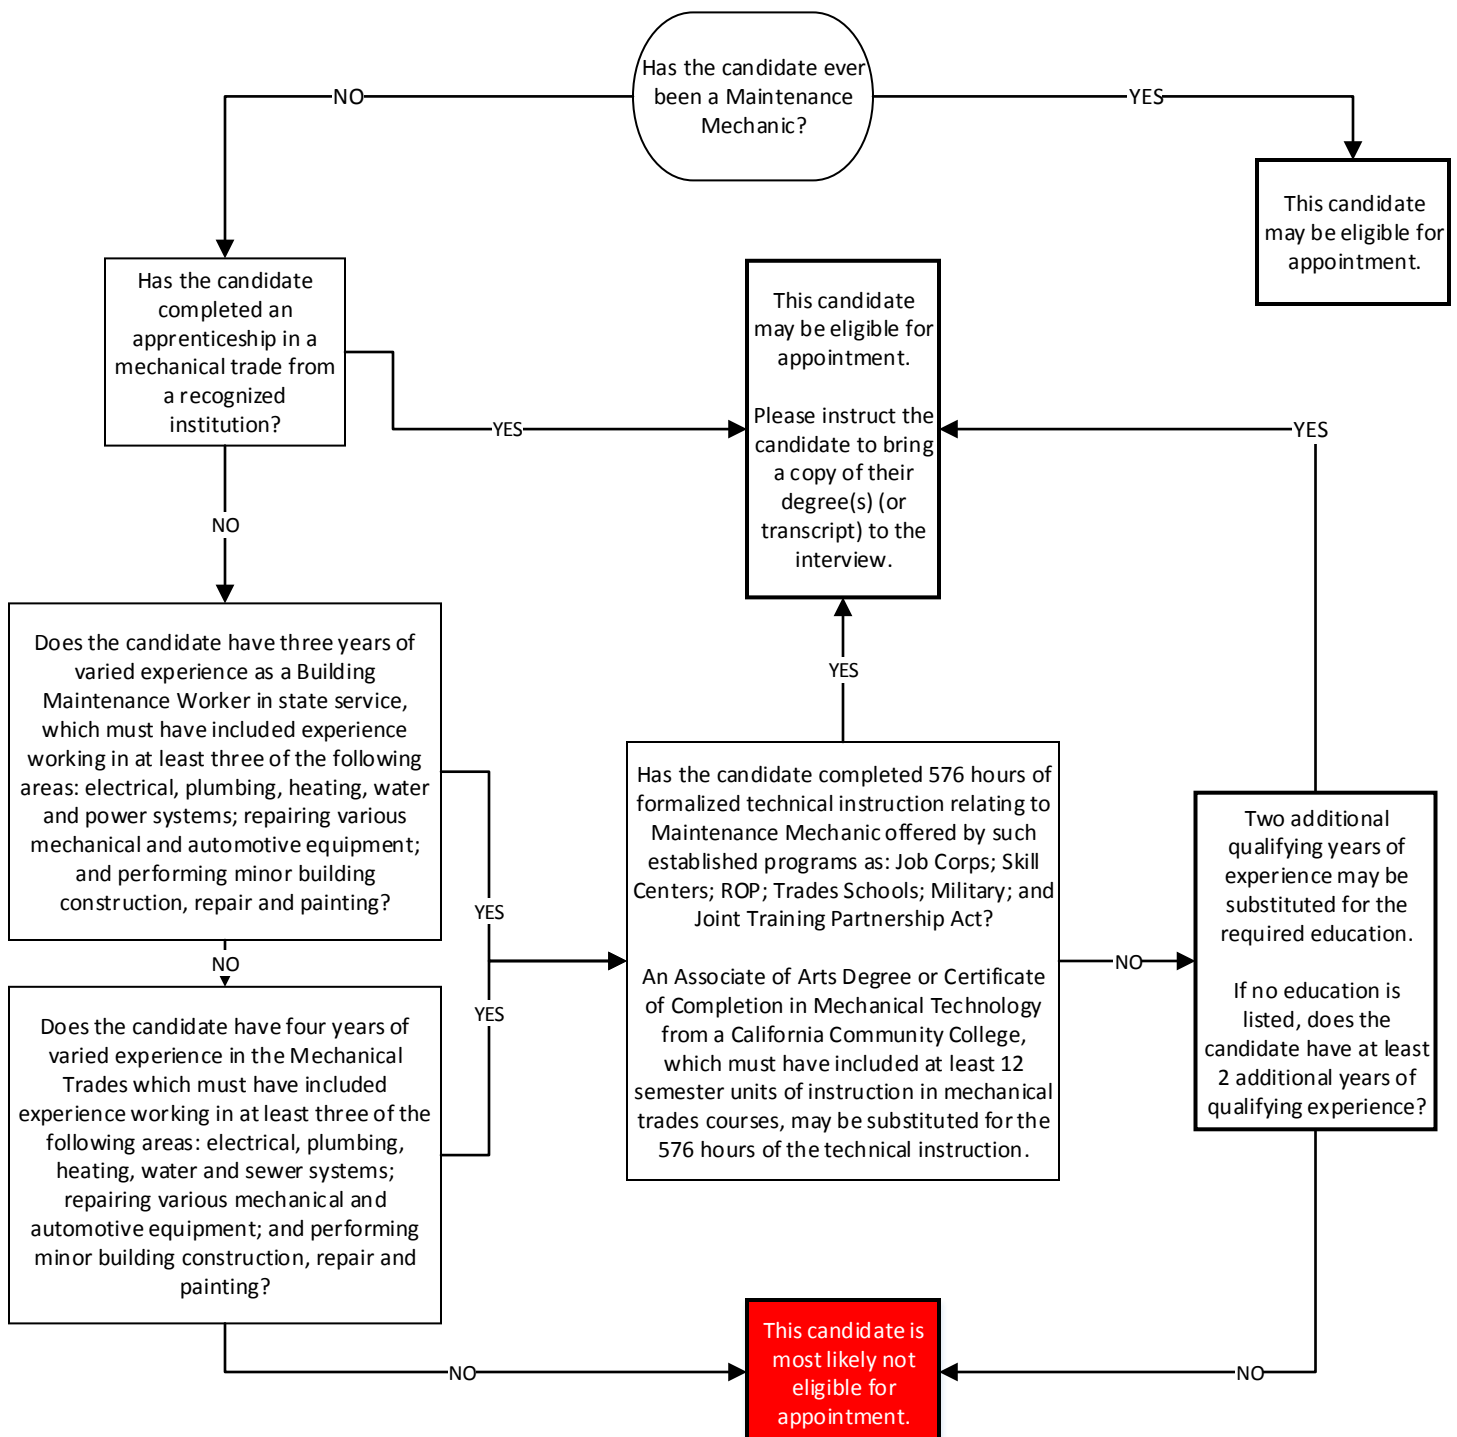 Has the candidate ever
been a Maintenance
Mechanic?
NO
YES
This candidate
may be eligible for
appointment.
Has the candidate
completed an
apprenticeship in a
mechanical trade from
a recognized
institution?
YES
NO
This candidate
may be eligible for
appointment.
Please instruct the
candidate to bring
a copy of their
degree(s) (or
transcript) to the
interview.
YES
YES
Does the candidate have three years of
varied experience as a Building
Maintenance Worker in state service,
which must have included experience
working in at least three of the following
areas: electrical, plumbing, heating, water
and power systems; repairing various
mechanical and automotive equipment;
and performing minor building
construction, repair and painting?
YES
NO
Does the candidate have four years of
varied experience in the Mechanical
Trades which must have included
experience working in at least three of the
following areas: electrical, plumbing,
heating, water and sewer systems;
repairing various mechanical and
automotive equipment; and performing
minor building construction, repair and
painting?
YES
NO
Has the candidate completed 576 hours of
formalized technical instruction relating to
Maintenance Mechanic offered by such
established programs as: Job Corps; Skill
Centers; ROP; Trades Schools; Military; and
Joint Training Partnership Act?
An Associate of Arts Degree or Certificate
of Completion in Mechanical Technology
from a California Community College,
which must have included at least 12
semester units of instruction in mechanical
trades courses, may be substituted for the
576 hours of the technical instruction.
NO
Two additional
qualifying years of
experience may be
substituted for the
required education.
If no education is
listed, does the
candidate have at least
2 additional years of
qualifying experience?
NO
This candidate is
most likely not
eligible for
appointment.